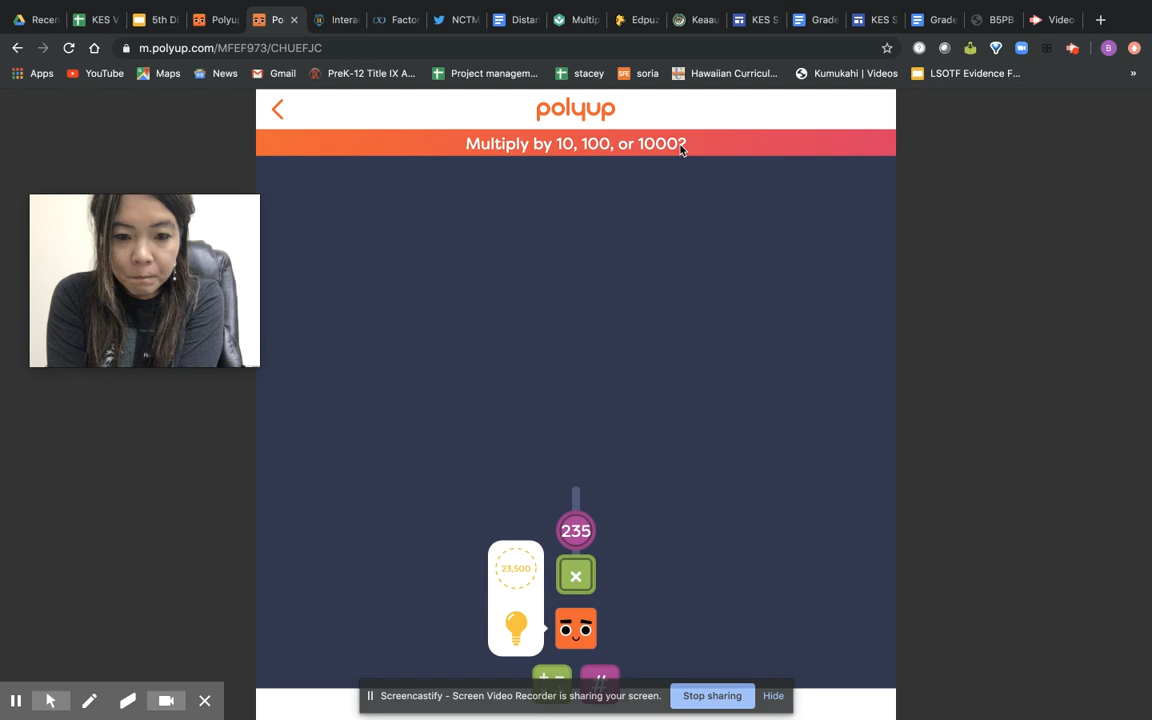 Recen
KES V
5th Di
Polyu
Po
Intera
Facto
NCTM
Distan
Multip
Edpuz
Keaau
KES S
Grade
KES S
Grade
B5PB
Video
m.polyup.com/MFEF973/CHUEFJC
B
Apps
YouTube
Maps
News
Gmail
PreK-12 Title IX A...
Project managem...
stacey
soria
Hawaiian Curricul...
Kumukahi | Videos
LSOTF Evidence F...
»
polyup
Multiply by 10, 100, or 1000?
235
23,500
×
#
Screencastify - Screen Video Recorder is sharing your screen.
Stop sharing
Hide